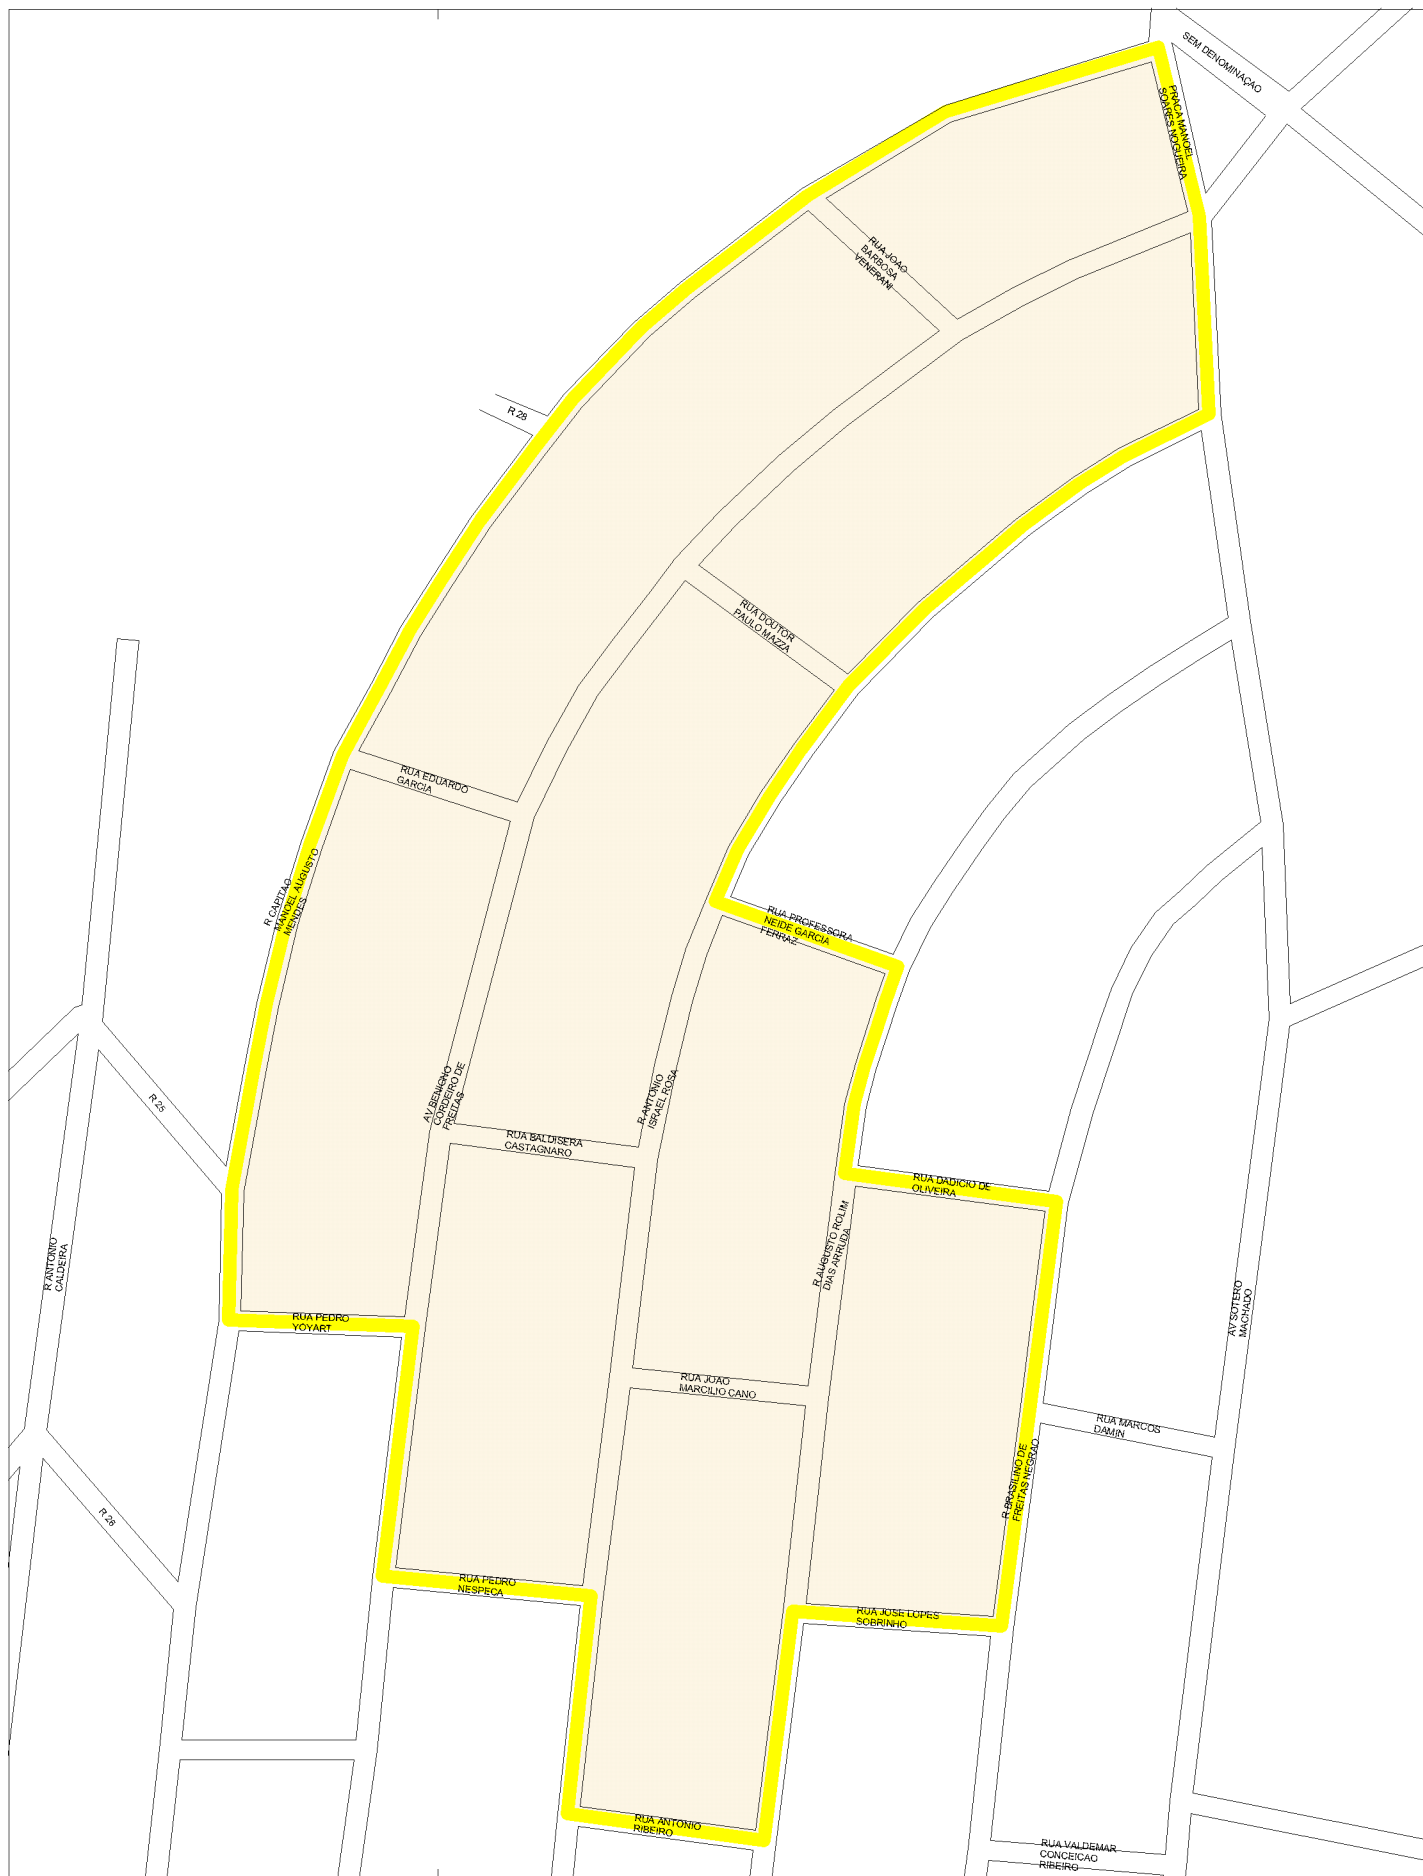 SEM DENOMINAÇAO
PRACA MANOEL
SOARES NOGUEIRA
RUA JOAO
BARBOSA
VENERANI
R 28
RUA DOUTOR
PAULO MAZZA
RUA EDUARDO
GARCIA
R CAPITAO
MANOEL AUGUSTO
MENDES
RUA PROFESSORA
NEIDE GARCIA
FERRAZ
R 25
AV BENIGNO
CORDEIRO DE
FREITAS
R ANTONIO
ISRAEL ROSA
RUA BALDISERA
CASTAGNARO
RUA DADICIO DE
OLIVEIRA
R AUGUSTO ROLIM
DIAS ARRUDA
R ANTONIO
CALDEIRA
AV SOTERO
MACHADO
RUA PEDRO
YOYART
RUA JOAO
MARCILIO CANO
RUA MARCOS
DAMIN
R BRASILINO DE
FREITAS NEGRAO
R 26
RUA PEDRO
NESPECA
RUA JOSE LOPES
SOBRINHO
RUA ANTONIO
RIBEIRO
RUA VALDEMAR
CONCEICAO
RIBEIRO